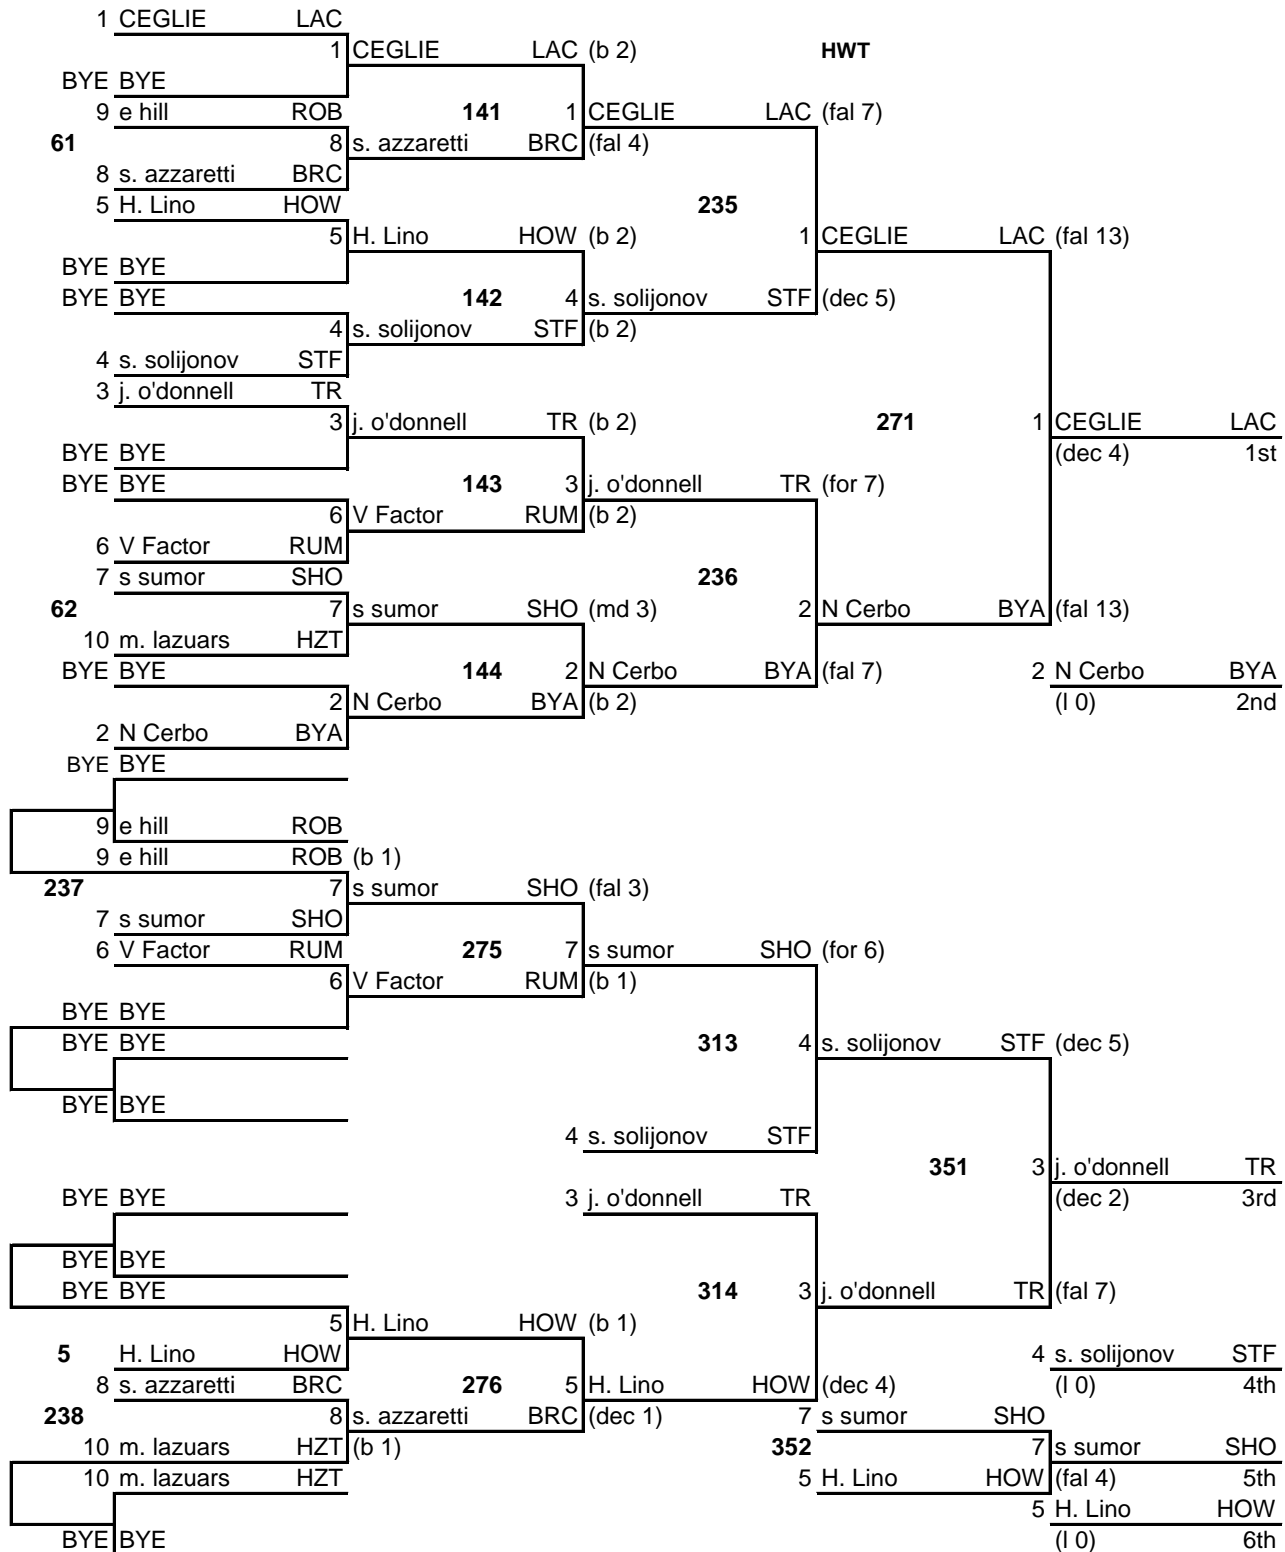 1 CEGLIE LAC
1 CEGLIE LAC (b 2) HWT
BYE BYE
9 e hill ROB 141 1 CEGLIE LAC (fal 7)
61 8 s. azzaretti BRC (fal 4)
8 s. azzaretti BRC
5 H. Lino HOW 235
5 H. Lino HOW (b 2) 1 CEGLIE LAC (fal 13)
BYE BYE
BYE BYE 142 4 s. solijonov STF (dec 5)
4 s. solijonov STF (b 2)
4 s. solijonov STF
3 j. o'donnell TR
3 j. o'donnell TR (b 2) 271 1 CEGLIE LAC
BYE BYE (dec 4) 1st
BYE BYE 143 3 j. o'donnell TR (for 7)
6 V Factor RUM (b 2)
6 V Factor RUM
7 s sumor SHO 236
62 7 s sumor SHO (md 3) 2 N Cerbo BYA (fal 13)
10 m. lazuars HZT
BYE BYE 144 2 N Cerbo BYA (fal 7) 2 N Cerbo BYA
2 N Cerbo BYA (b 2) (l 0) 2nd
2 N Cerbo BYA
BYE BYE
9 e hill ROB
9 e hill ROB (b 1)
237 7 s sumor SHO (fal 3)
7 s sumor SHO
6 V Factor RUM 275 7 s sumor SHO (for 6)
6 V Factor RUM (b 1)
BYE BYE
BYE BYE 313 4 s. solijonov STF (dec 5)
BYE BYE
4 s. solijonov STF
351 3 j. o'donnell TR
BYE BYE 3 j. o'donnell TR (dec 2) 3rd
BYE BYE
BYE BYE 314 3 j. o'donnell TR (fal 7)
5 H. Lino HOW (b 1)
5 H. Lino HOW 4 s. solijonov STF
8 s. azzaretti BRC 276 5 H. Lino HOW (dec 4) (l 0) 4th
238 8 s. azzaretti BRC (dec 1) 7 s sumor SHO
10 m. lazuars HZT (b 1) 352 7 s sumor SHO
10 m. lazuars HZT 5 H. Lino HOW (fal 4) 5th
5 H. Lino HOW
BYE BYE (l 0) 6th